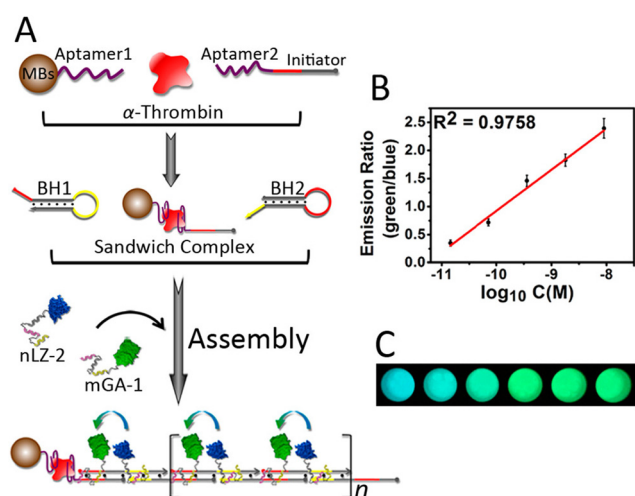 A
Aptamer1
Aptamer2
Initiator
MBs
α-Thrombin
BH1
BH2
Sandwich Complex
nLZ-2
mGA-1
Assembly
n
B
R² = 0.9758
Emission Ratio
(green/blue)
2.5
2.0
1.5
1.0
0.5
0.0
-11 -10 -9 -8
log₁₀ C(M)
C